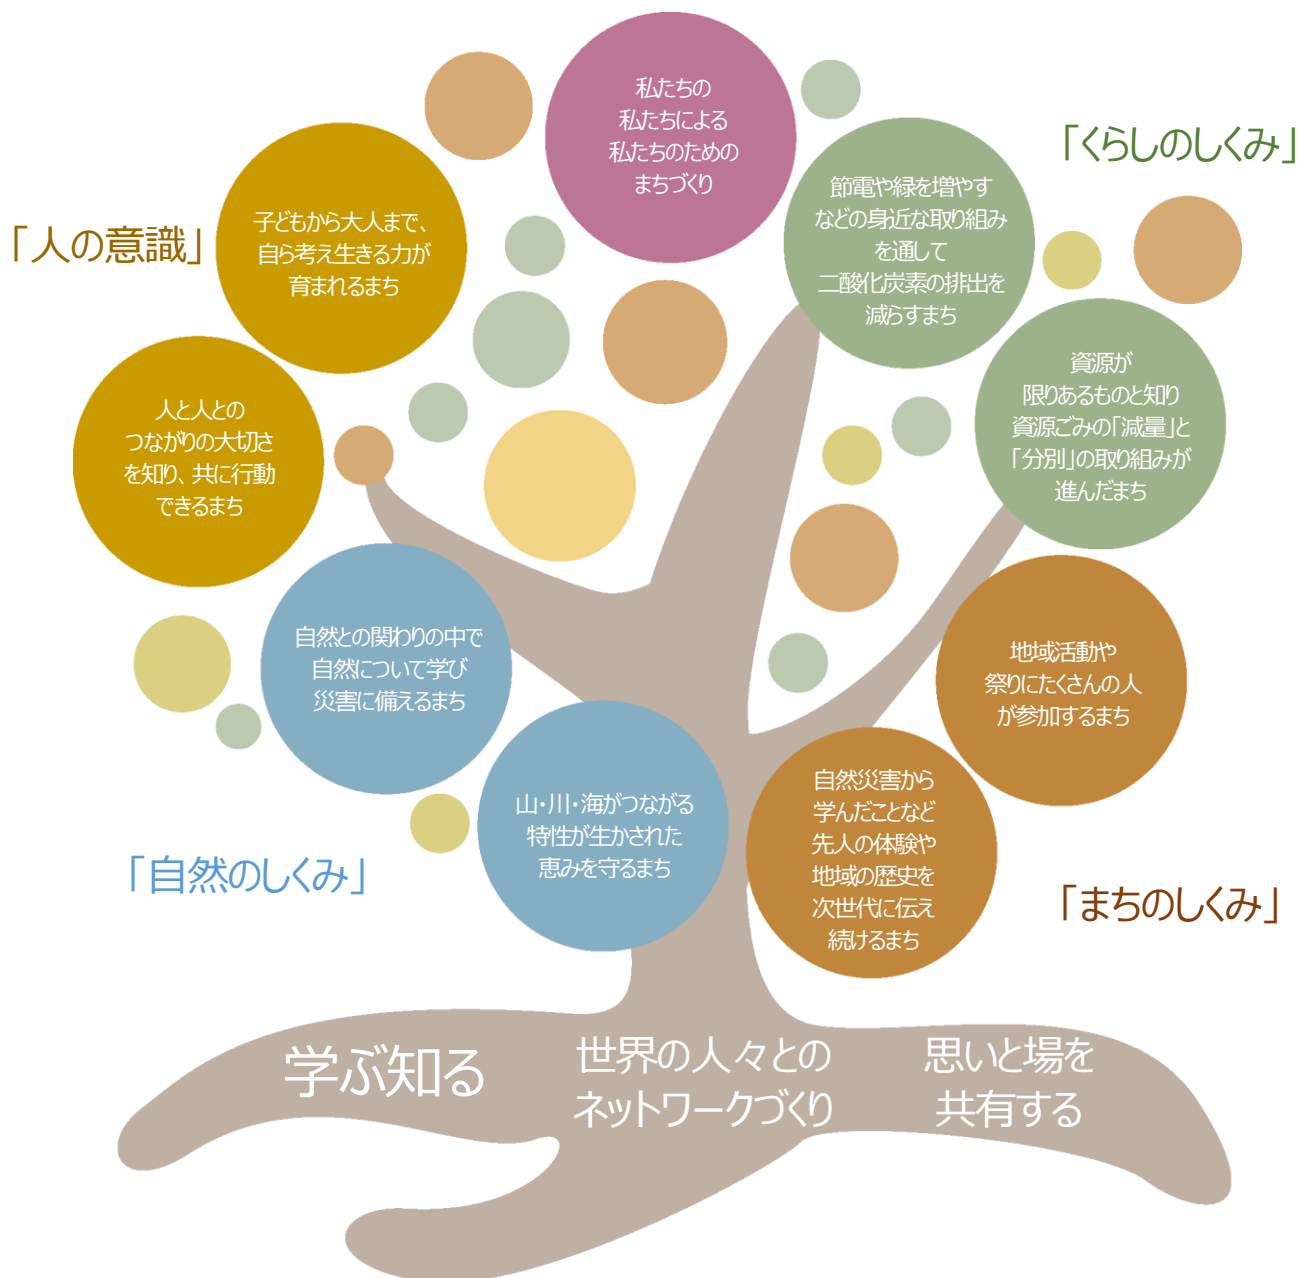 私たちの
私たちによる
私たちのための
まちづくり
「くらしのしくみ」
節電や緑を増やす
などの身近な取り組み
を通して
二酸化炭素の排出を
減らすまち
資源が
限りあるものと知り
資源ごみの「減量」と
「分別」の取り組みが
進んだまち
「人の意識」
子どもから大人まで、
自ら考え生きる力が
育まれるまち
人と人との
つながりの大切さ
を知り、共に行動
できるまち
自然との関わりの中で
自然について学び
災害に備えるまち
山・川・海がつながる
特性が生かされた
恵みを守るまち
「自然のしくみ」
地域活動や
祭りにたくさんの人
が参加するまち
自然災害から
学んだことなど
先人の体験や
地域の歴史を
次世代に伝え
続けるまち
「まちのしくみ」
学ぶ知る
世界の人々との
ネットワークづくり
思いと場を
共有する